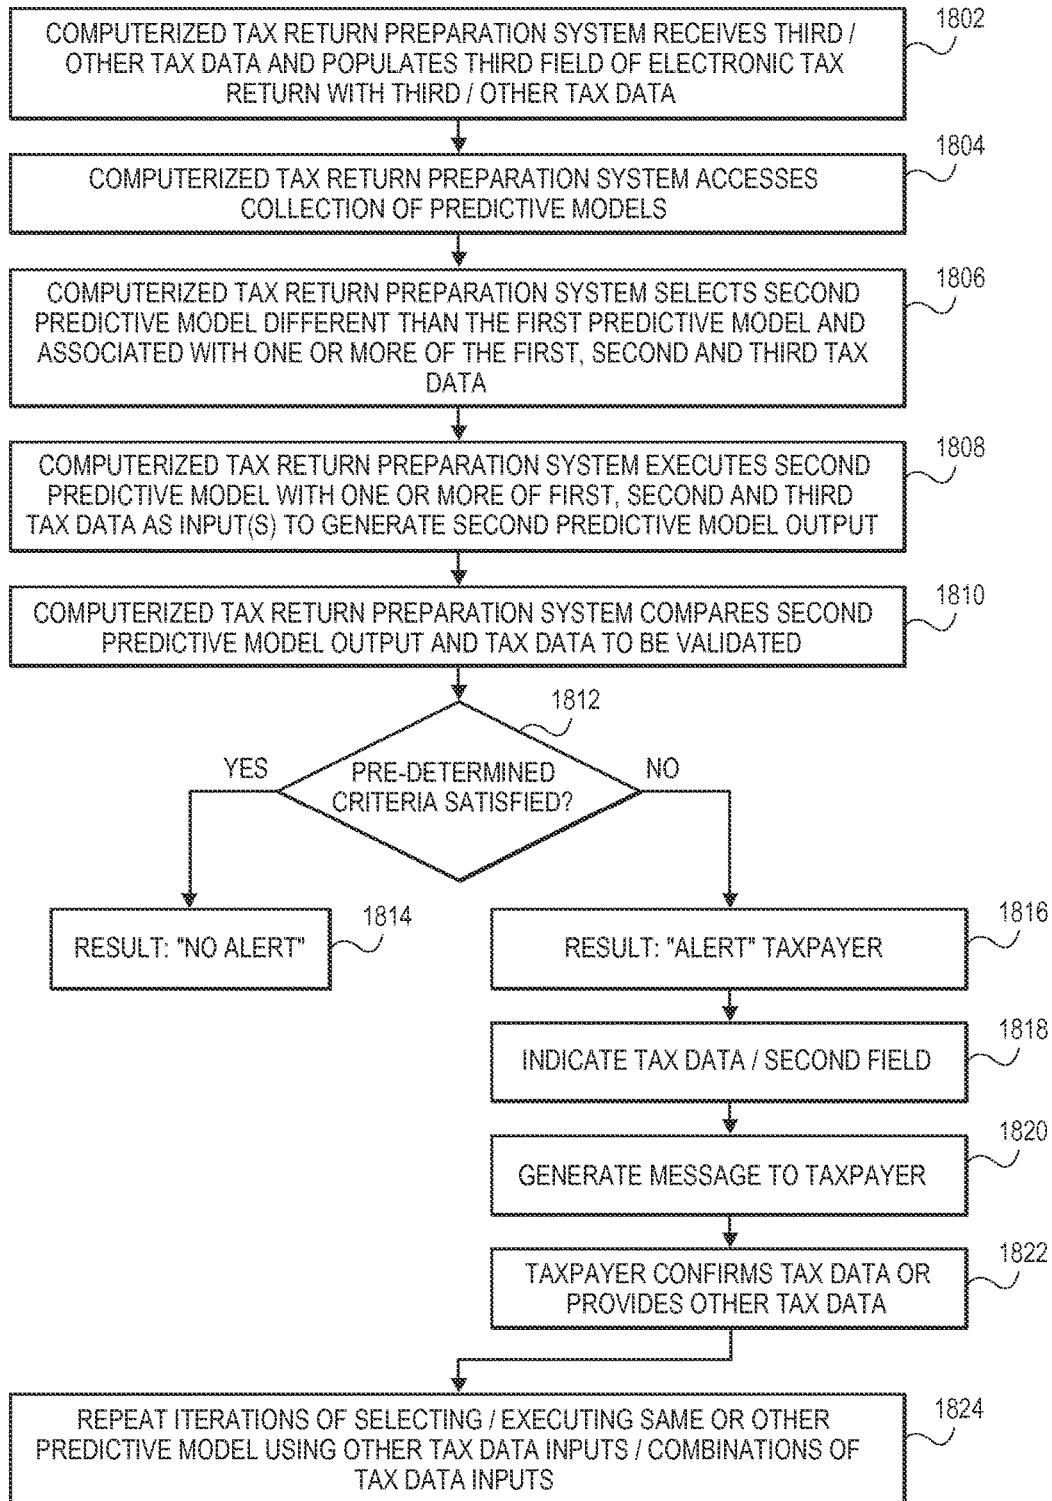 1802
COMPUTERIZED TAX RETURN PREPARATION SYSTEM RECEIVES THIRD /
OTHER TAX DATA AND POPULATES THIRD FIELD OF ELECTRONIC TAX
RETURN WITH THIRD / OTHER TAX DATA
1804
COMPUTERIZED TAX RETURN PREPARATION SYSTEM ACCESSES
COLLECTION OF PREDICTIVE MODELS
1806
COMPUTERIZED TAX RETURN PREPARATION SYSTEM SELECTS SECOND
PREDICTIVE MODEL DIFFERENT THAN THE FIRST PREDICTIVE MODEL AND
ASSOCIATED WITH ONE OR MORE OF THE FIRST, SECOND AND THIRD TAX
DATA
1808
COMPUTERIZED TAX RETURN PREPARATION SYSTEM EXECUTES SECOND
PREDICTIVE MODEL WITH ONE OR MORE OF FIRST, SECOND AND THIRD
TAX DATA AS INPUT(S) TO GENERATE SECOND PREDICTIVE MODEL OUTPUT
1810
COMPUTERIZED TAX RETURN PREPARATION SYSTEM COMPARES SECOND
PREDICTIVE MODEL OUTPUT AND TAX DATA TO BE VALIDATED
1812
YES
PRE-DETERMINED
CRITERIA SATISFIED?
NO
1814
RESULT: "NO ALERT"
1816
RESULT: "ALERT" TAXPAYER
1818
INDICATE TAX DATA / SECOND FIELD
1820
GENERATE MESSAGE TO TAXPAYER
1822
TAXPAYER CONFIRMS TAX DATA OR
PROVIDES OTHER TAX DATA
1824
REPEAT ITERATIONS OF SELECTING / EXECUTING SAME OR OTHER
PREDICTIVE MODEL USING OTHER TAX DATA INPUTS / COMBINATIONS OF
TAX DATA INPUTS